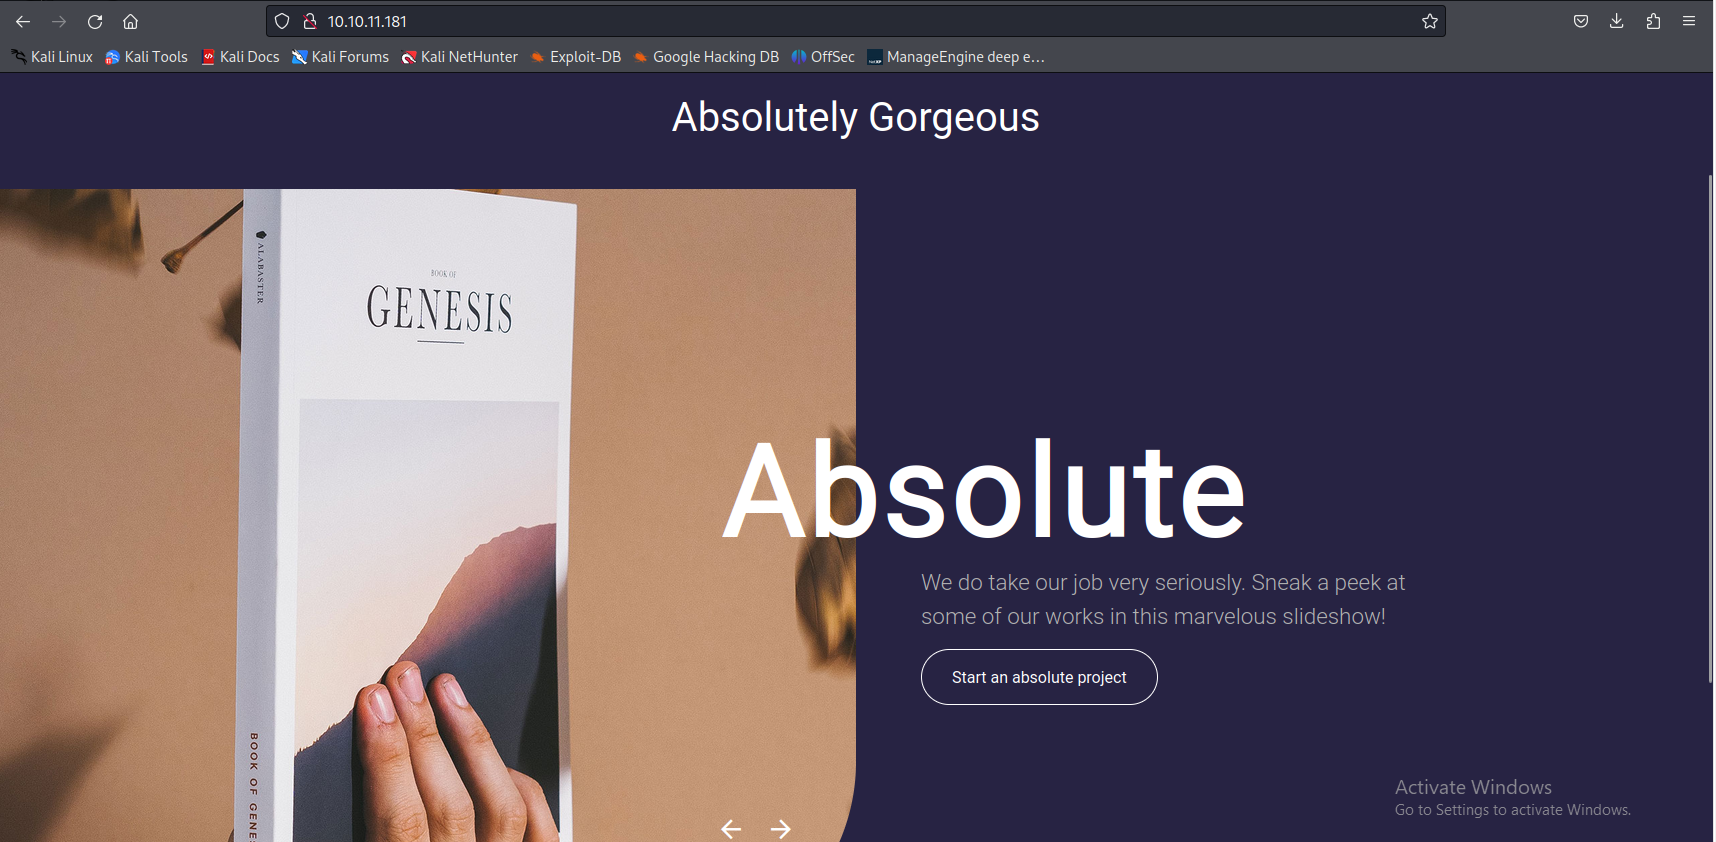 10.10.11.181
Kali Linux Kali Tools Kali Docs Kali Forums Kali NetHunter Exploit-DB Google Hacking DB OffSec ManageEngine deep e...
Absolutely Gorgeous
ALABASTER
BOOK OF
GENESIS
BOOK OF GENE
Absolute
We do take our job very seriously. Sneak a peek at
some of our works in this marvelous slideshow!
Start an absolute project
Activate Windows
Go to Settings to activate Windows.